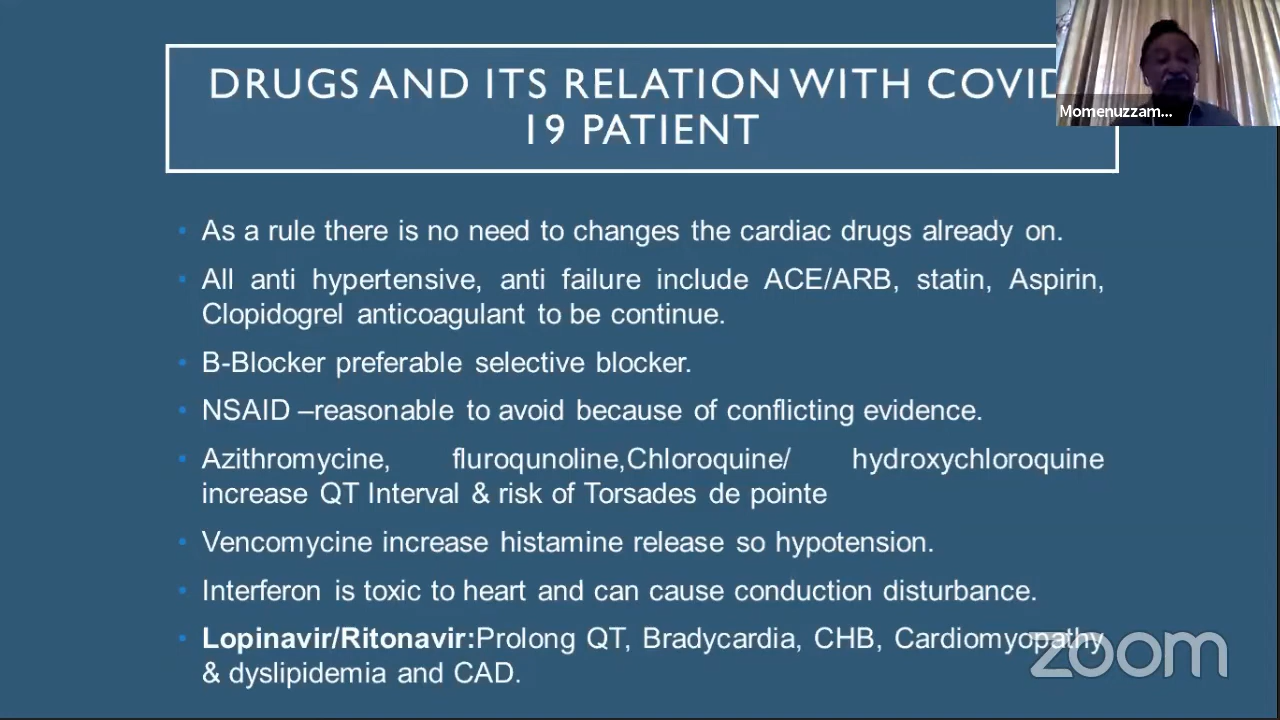 DRUGS AND ITS RELATION WITH COVID
19 PATIENT
Momenuzzam...
• As a rule there is no need to changes the cardiac drugs already on.
• All anti hypertensive, anti failure include ACE/ARB, statin, Aspirin,
Clopidogrel anticoagulant to be continue.
• B-Blocker preferable selective blocker.
• NSAID –reasonable to avoid because of conflicting evidence.
• Azithromycine, fluroqunoline,Chloroquine/ hydroxychloroquine
increase QT Interval & risk of Torsades de pointe
• Vencomycine increase histamine release so hypotension.
• Interferon is toxic to heart and can cause conduction disturbance.
• Lopinavir/Ritonavir:Prolong QT, Bradycardia, CHB, Cardiomyopathy
& dyslipidemia and CAD.
zoom